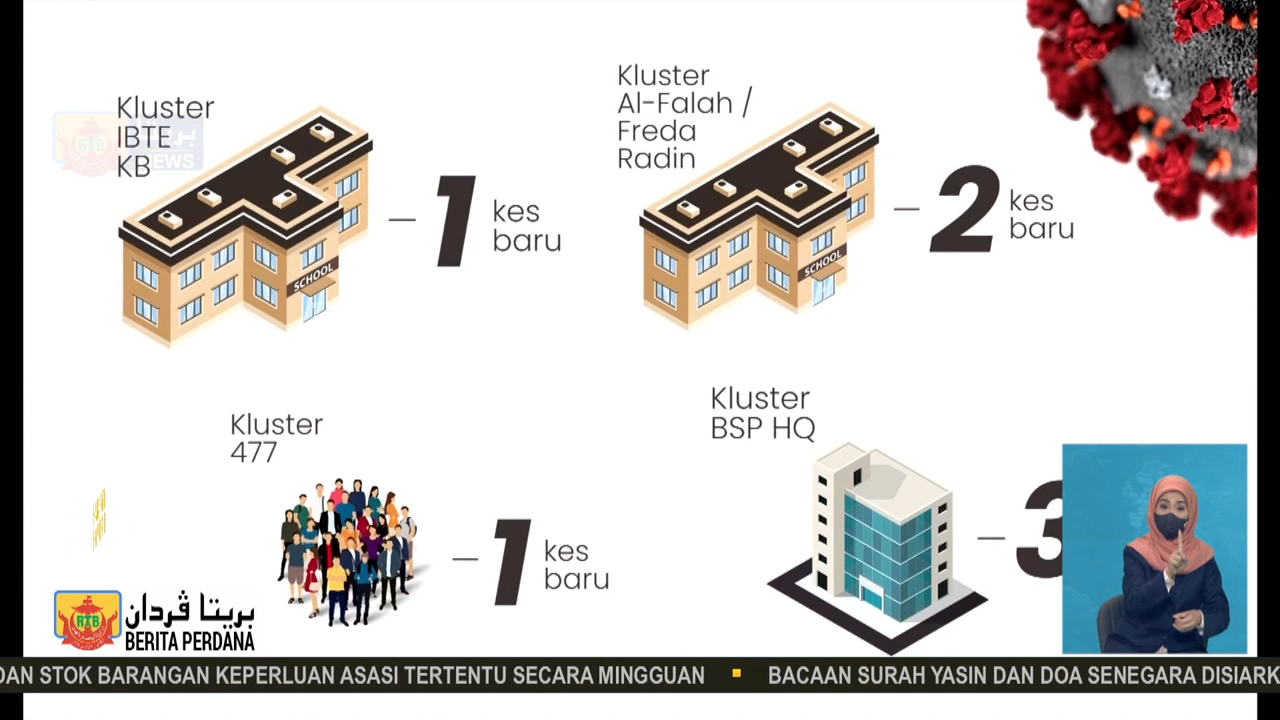 Kluster
IBTE
KB
1
kes
baru
SCHOOL
Kluster
Al-Falah /
Freda
Radin
2
kes
baru
SCHOOL
Kluster
477
1
kes
baru
Kluster
BSP HQ
3
NEWS
RTB
بريتا ڤردان
BERITA PERDANA
DAN STOK BARANGAN KEPERLUAN ASASI TERTENTU SECARA MINGGUAN
BACAAN SURAH YASIN DAN DOA SENEGARA DISIARK